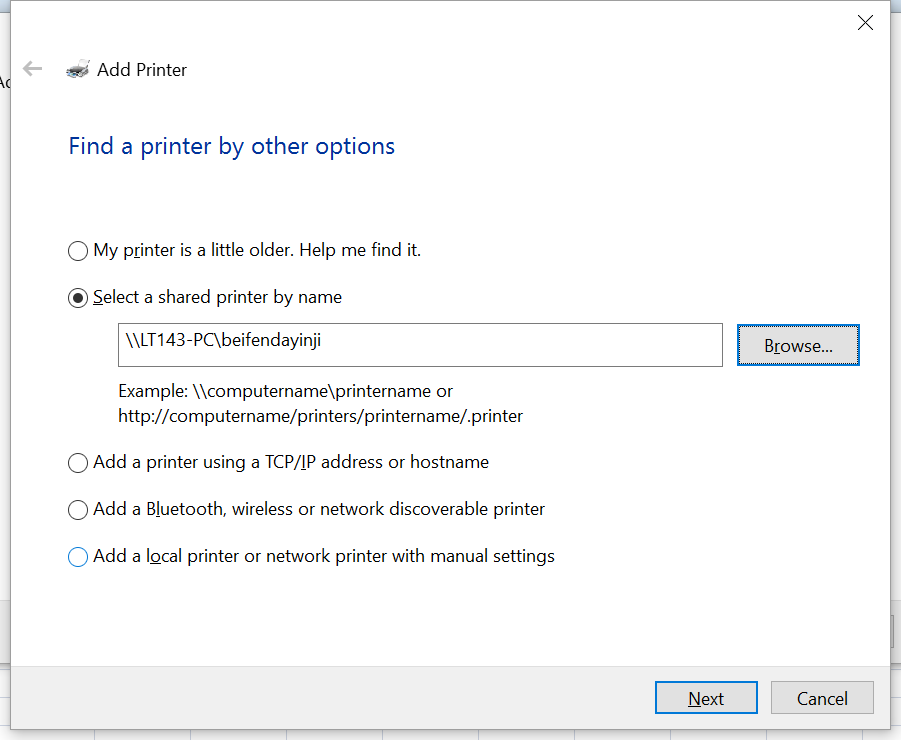 Add Printer
Find a printer by other options
My printer is a little older. Help me find it.
Select a shared printer by name
\\LT143-PC\beifendayinji
Browse...
Example: \\computername\printername or
http://computername/printers/printername/.printer
Add a printer using a TCP/IP address or hostname
Add a Bluetooth, wireless or network discoverable printer
Add a local printer or network printer with manual settings
Next
Cancel